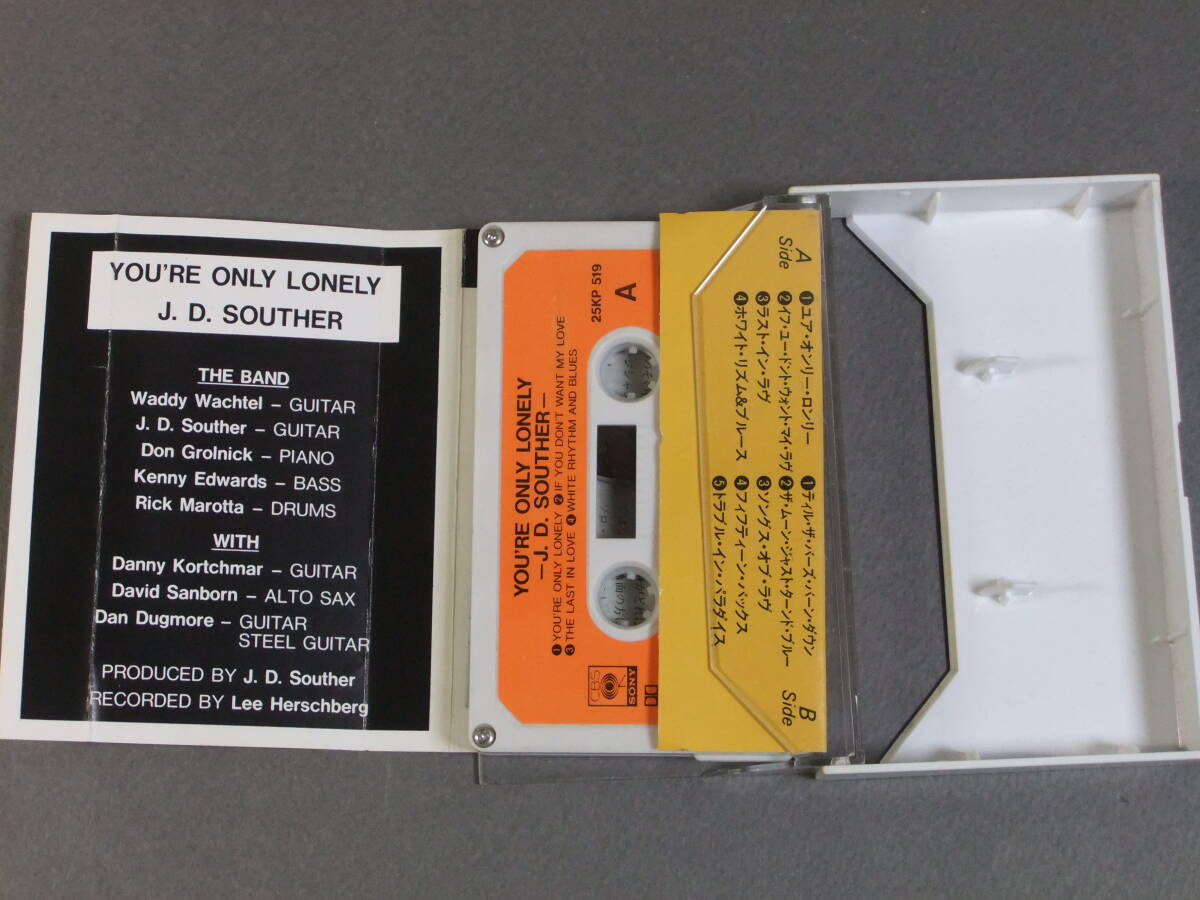 YOU'RE ONLY LONELY
J. D. SOUTHER
THE BAND
Waddy Wachtel – GUITAR
J. D. Souther – GUITAR
Don Grolnick – PIANO
Kenny Edwards – BASS
Rick Marotta – DRUMS
WITH
Danny Kortchmar – GUITAR
David Sanborn – ALTO SAX
Dan Dugmore – GUITAR
STEEL GUITAR
PRODUCED BY J. D. Souther
RECORDED BY Lee Herschberg
YOU'RE ONLY LONELY
—J. D. SOUTHER—
❶ YOU'RE ONLY LONELY ❷ IF YOU DON'T WANT MY LOVE
❸ THE LAST IN LOVE ❹ WHITE RHYTHM AND BLUES
25KP 519
A
CBS
SONY
A Side
❶ユア・オンリー・ロンリー
❷イフ・ユー・ドント・ウォント・マイ・ラヴ
❸ラスト・イン・ラヴ
❹ホワイト・リズム&ブルース
B Side
❶ティル・ザ・バーズ・バーン・ダウン
❷ザ・ムーン・ジャスト・ターンド・ブルー
❸ソングス・オブ・ラヴ
❹フィフティーン・バックス
❺トラブル・イン・パラダイス